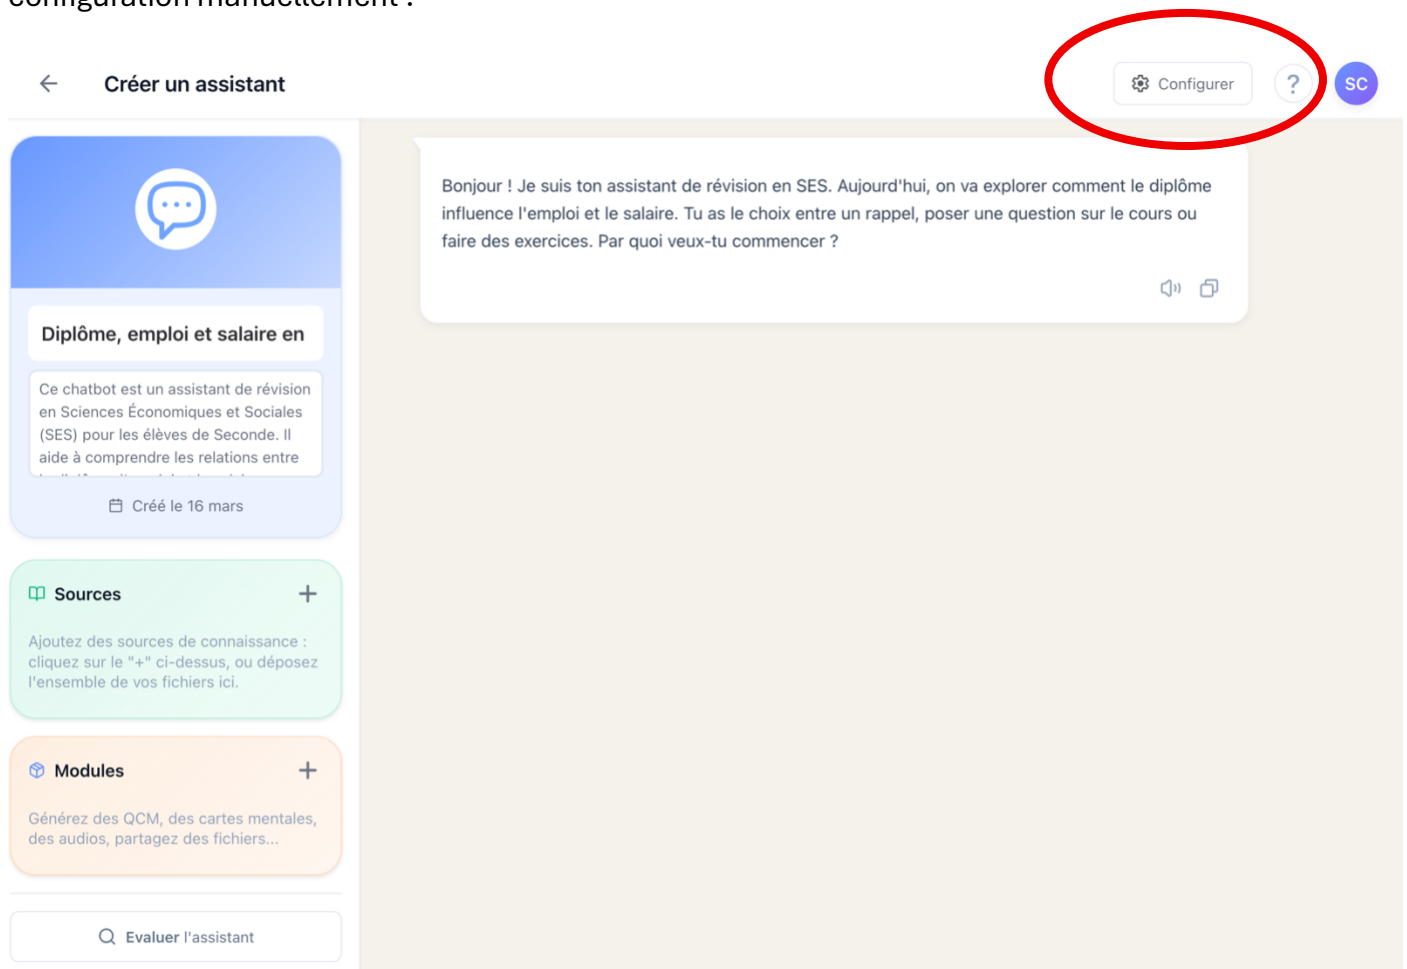 configuration manuellement :
Créer un assistant
Configurer
?
SC
Bonjour ! Je suis ton assistant de révision en SES. Aujourd'hui, on va explorer comment le diplôme
influence l'emploi et le salaire. Tu as le choix entre un rappel, poser une question sur le cours ou
faire des exercices. Par quoi veux-tu commencer ?
Diplôme, emploi et salaire en
Ce chatbot est un assistant de révision
en Sciences Économiques et Sociales
(SES) pour les élèves de Seconde. Il
aide à comprendre les relations entre
Créé le 16 mars
Sources
Ajoutez des sources de connaissance :
cliquez sur le "+" ci-dessus, ou déposez
l'ensemble de vos fichiers ici.
Modules
Générez des QCM, des cartes mentales,
des audios, partagez des fichiers...
Evaluer l'assistant